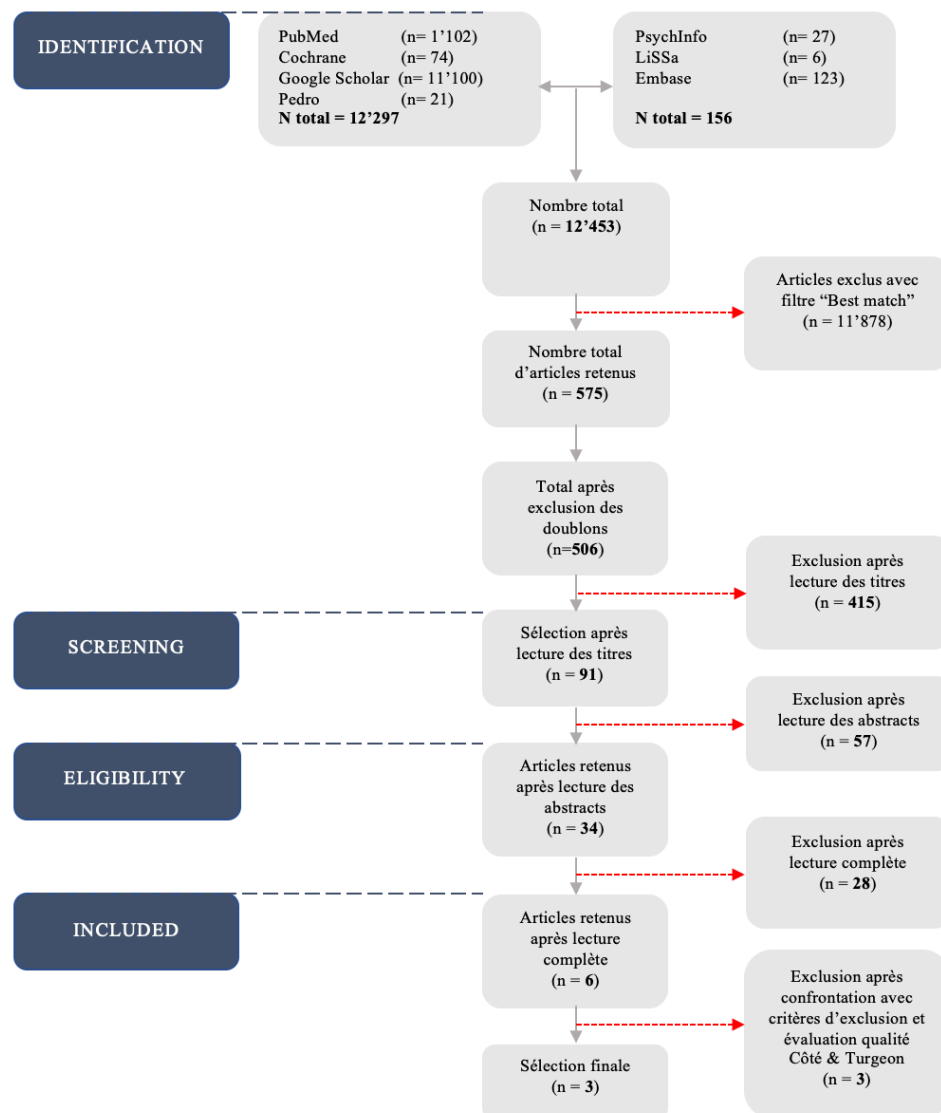 IDENTIFICATION
PubMed (n= 1’102)
Cochrane (n= 74)
Google Scholar (n= 11’100)
Pedro (n= 21)
N total = 12’297
PsychInfo (n= 27)
LiSSa (n= 6)
Embase (n= 123)
N total = 156
Nombre total
(n = 12’453)
Articles exclus avec
filtre “Best match”
(n = 11’878)
Nombre total
d’articles retenus
(n = 575)
Total après
exclusion des
doublons
(n=506)
Exclusion après
lecture des titres
(n = 415)
SCREENING
Sélection après
lecture des titres
(n = 91)
Exclusion après
lecture des abstracts
(n = 57)
ELIGIBILITY
Articles retenus
après lecture des
abstracts
(n = 34)
Exclusion après
lecture complète
(n = 28)
INCLUDED
Articles retenus
après lecture
complète
(n = 6)
Exclusion après
confrontation avec
critères d’exclusion et
évaluation qualité
Côté & Turgeon
(n = 3)
Sélection finale
(n = 3)